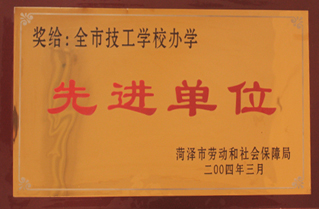 奖给:全市技工学校办学
先进单位
菏泽市劳动和社会保障局
二00四年三月